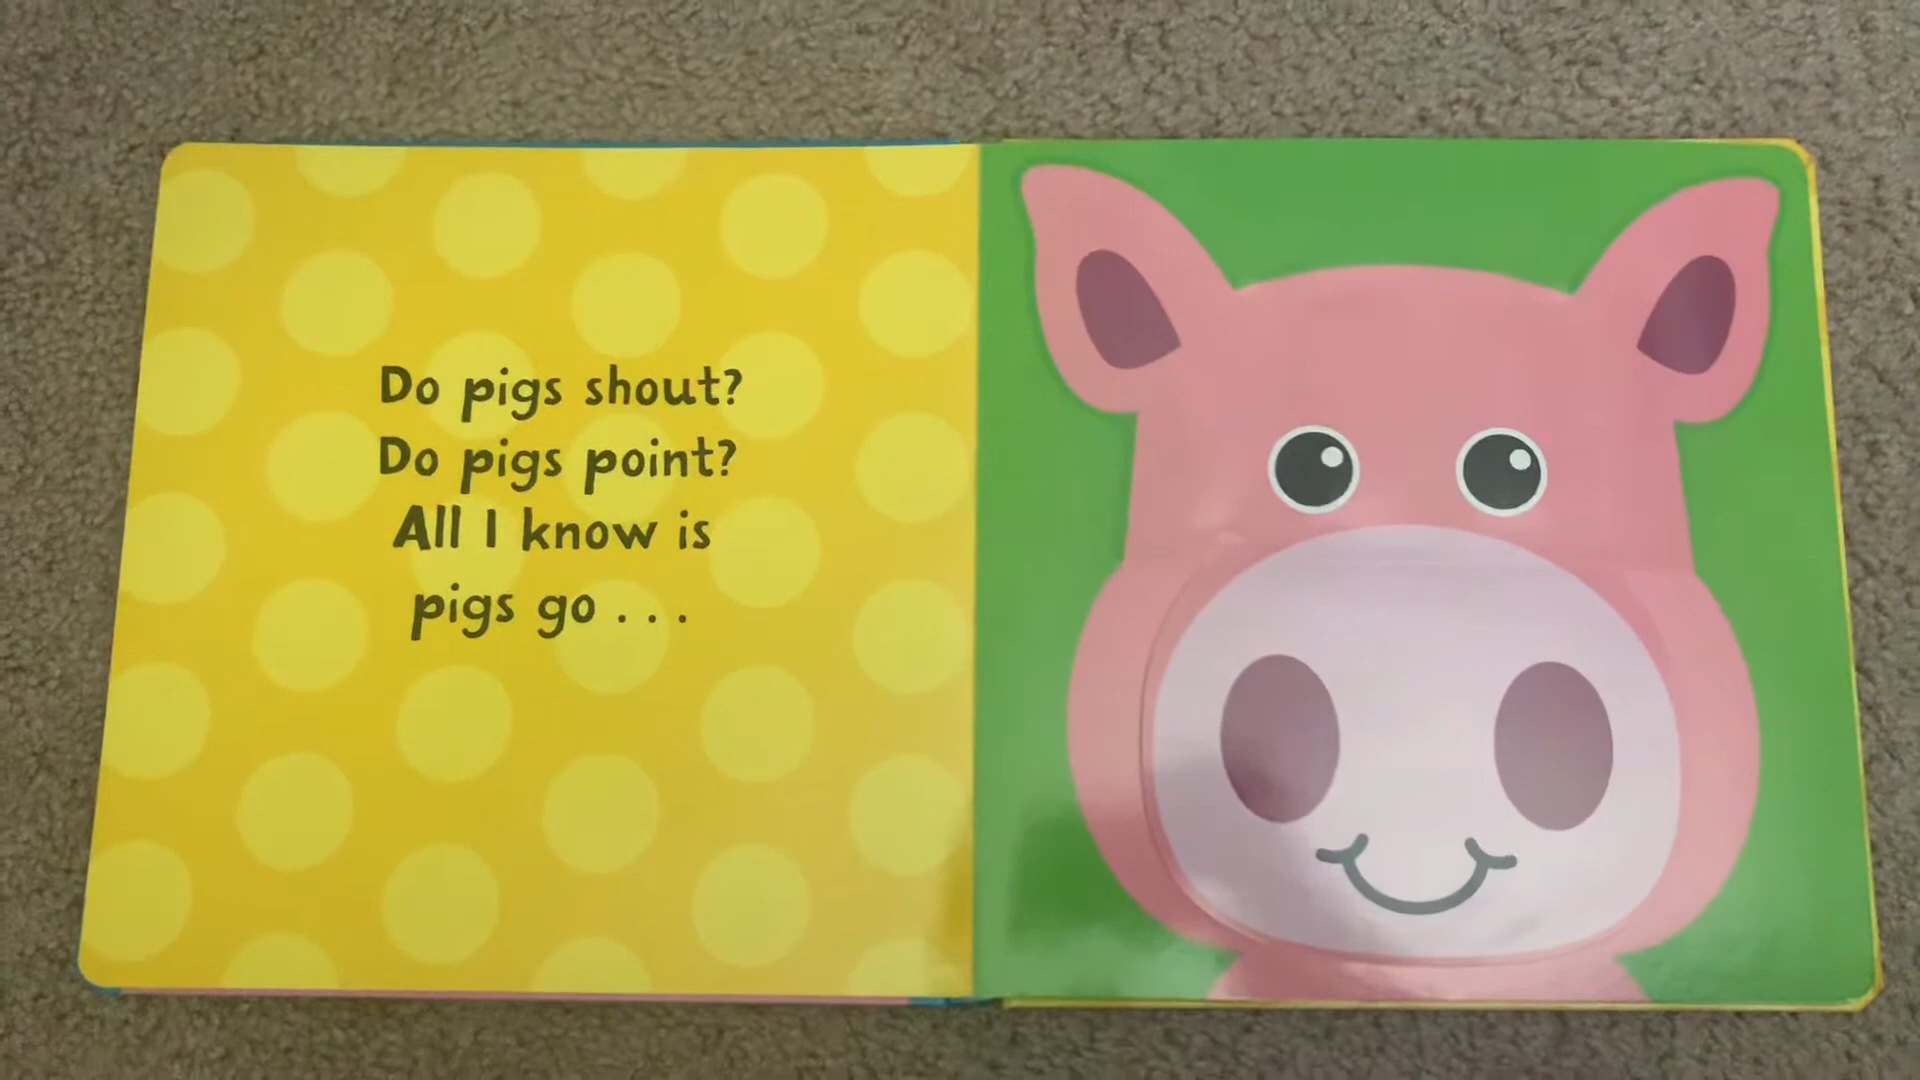 Do pigs shout?
Do pigs point?
All I know is
pigs go . . .